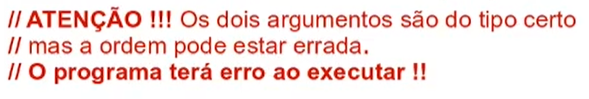 // ATENÇÃO !!! Os dois argumentos são do tipo certo
// mas a ordem pode estar errada.
// O programa terá erro ao executar !!